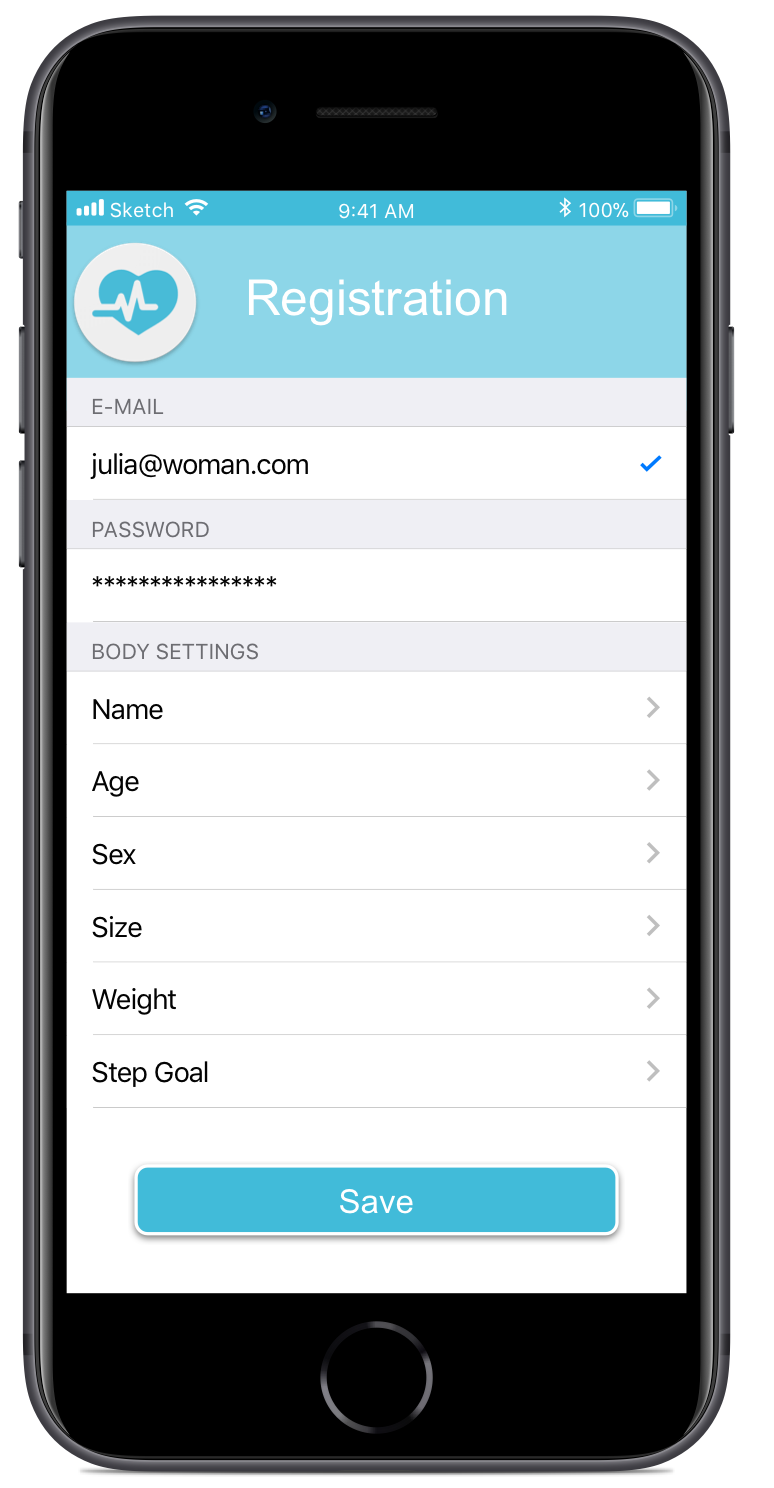 Sketch 9:41 AM 100%
Registration
E-MAIL
julia@woman.com
PASSWORD
****************
BODY SETTINGS
Name
Age
Sex
Size
Weight
Step Goal
Save